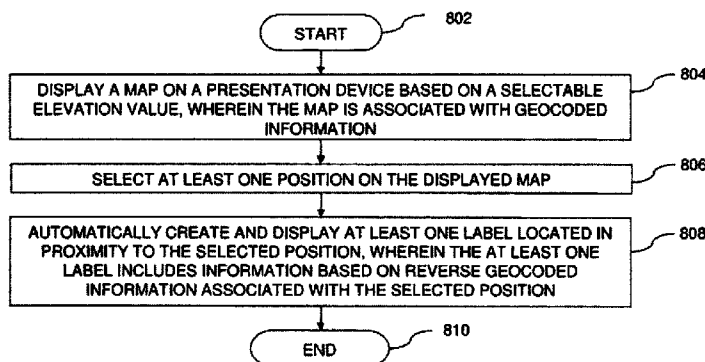 802
START
804
DISPLAY A MAP ON A PRESENTATION DEVICE BASED ON A SELECTABLE
ELEVATION VALUE, WHEREIN THE MAP IS ASSOCIATED WITH GEOCODED
INFORMATION
806
SELECT AT LEAST ONE POSITION ON THE DISPLAYED MAP
AUTOMATICALLY CREATE AND DISPLAY AT LEAST ONE LABEL LOCATED IN
808
PROXIMITY TO THE SELECTED POSITION, WHEREIN THE AT LEAST ONE
LABEL INCLUDES INFORMATION BASED ON REVERSE GEOCODED
INFORMATION ASSOCIATED WITH THE SELECTED POSITION
810
END